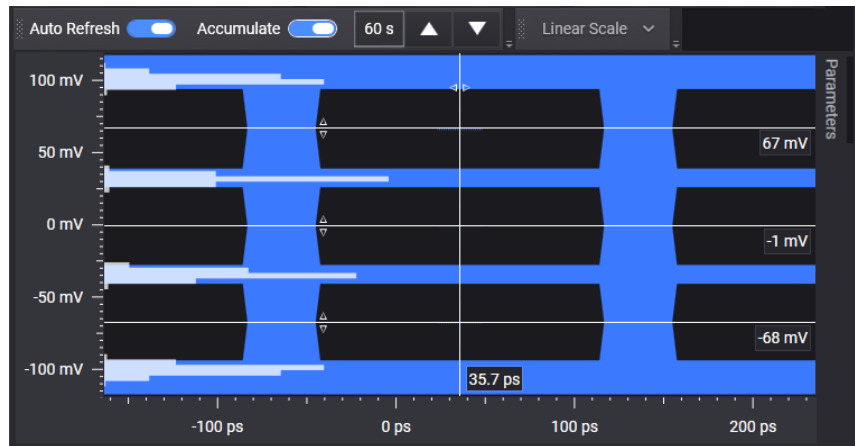 Auto Refresh Accumulate 60 s Linear Scale
Parameters
100 mV
67 mV
50 mV
0 mV
-1 mV
-50 mV
-68 mV
-100 mV
35.7 ps
-100 ps 0 ps 100 ps 200 ps